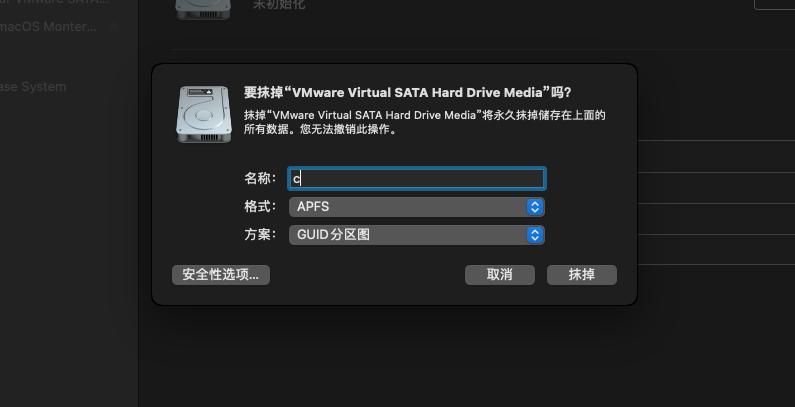 VMware SATA...
未初始化
macOS Monter...
ase System
要抹掉“VMware Virtual SATA Hard Drive Media”吗?
抹掉“VMware Virtual SATA Hard Drive Media”将永久抹掉储存在上面的
所有数据。您无法撤销此操作。
名称: c
格式: APFS
方案: GUID分区图
安全性选项... 取消 抹掉